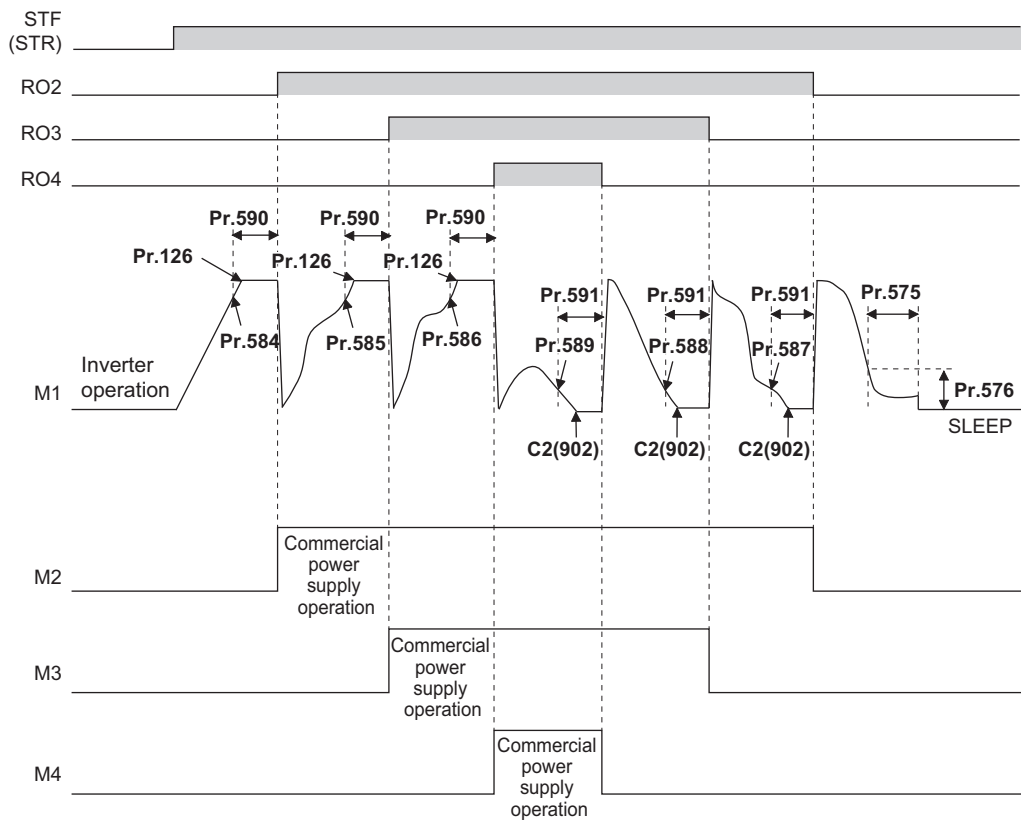 STF
(STR)
RO2
RO3
RO4
Pr.590 Pr.590 Pr.590
Pr.126 Pr.126 Pr.126
Pr.591 Pr.591 Pr.591 Pr.575
Pr.584 Pr.585 Pr.586 Pr.589 Pr.588 Pr.587
Inverter
operation
M1
Pr.576
SLEEP
C2(902) C2(902) C2(902)
M2
Commercial
power
supply
operation
M3
Commercial
power
supply
operation
M4
Commercial
power
supply
operation